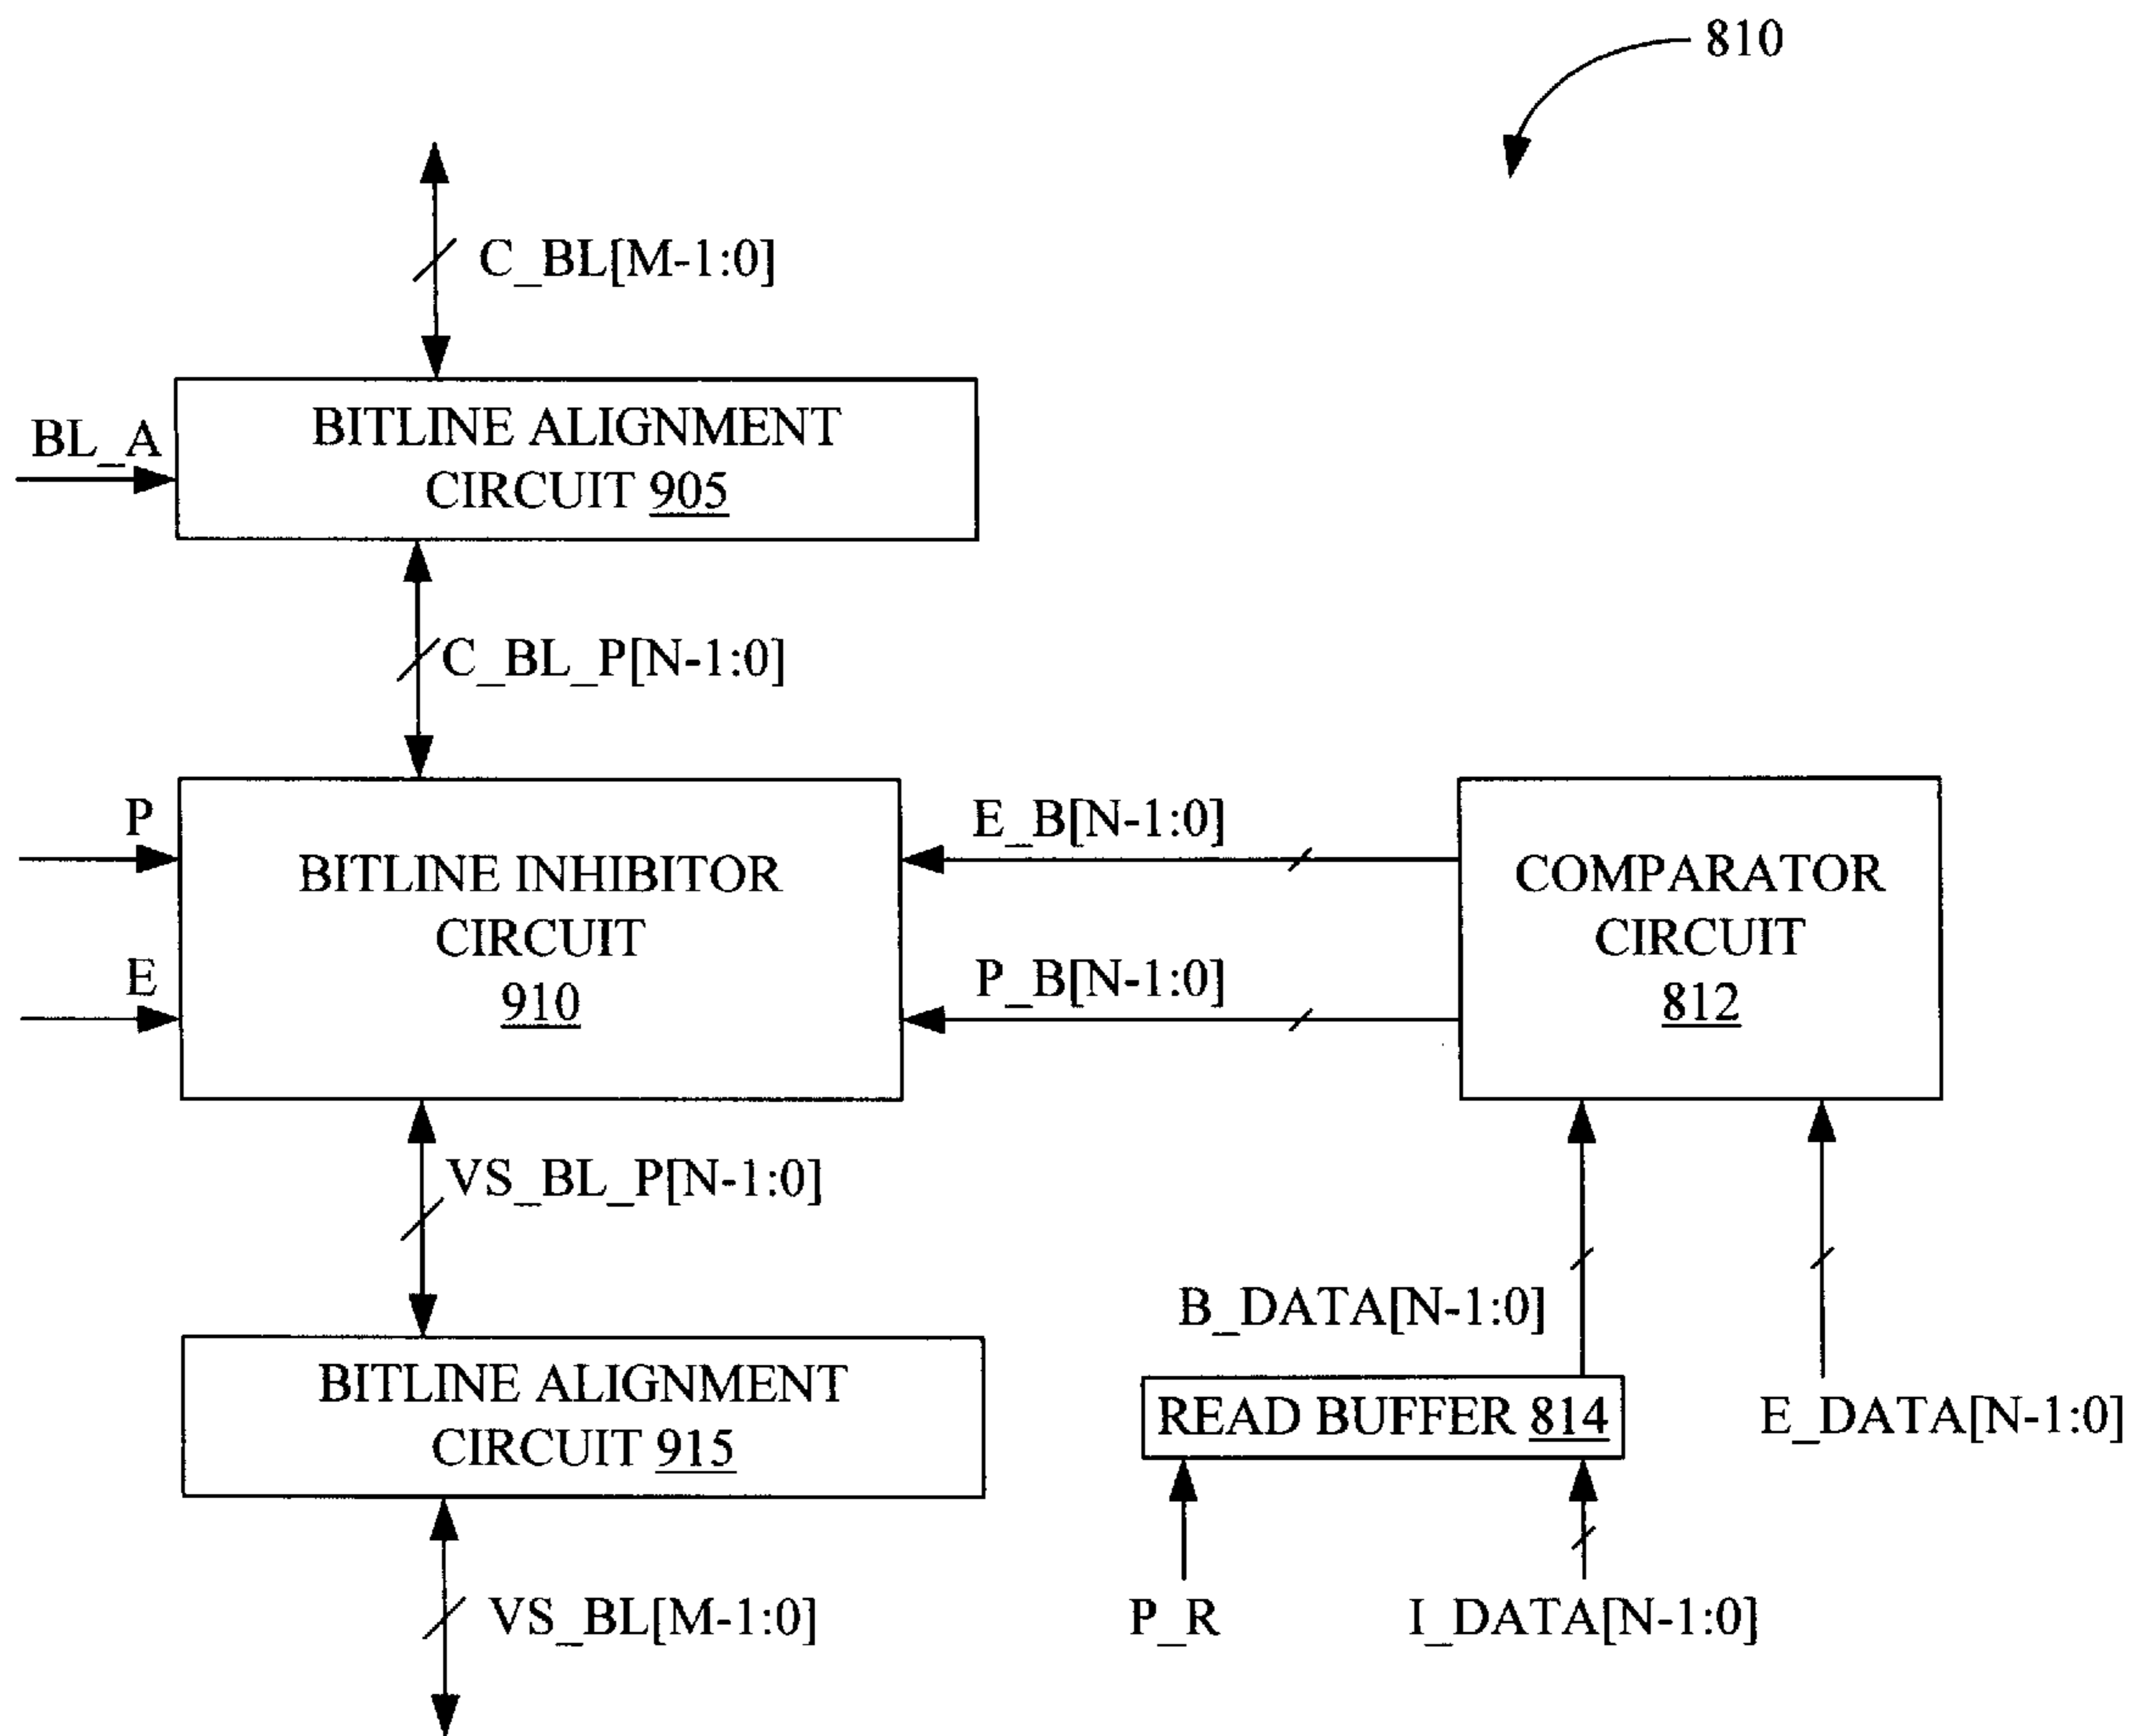 810
C_BL[M-1:0]
BL_A
BITLINE ALIGNMENT
CIRCUIT 905
C_BL_P[N-1:0]
P
E
BITLINE INHIBITOR
CIRCUIT
910
E_B[N-1:0]
P_B[N-1:0]
COMPARATOR
CIRCUIT
812
VS_BL_P[N-1:0]
B_DATA[N-1:0]
BITLINE ALIGNMENT
CIRCUIT 915
READ BUFFER 814
E_DATA[N-1:0]
VS_BL[M-1:0]
P_R
I_DATA[N-1:0]